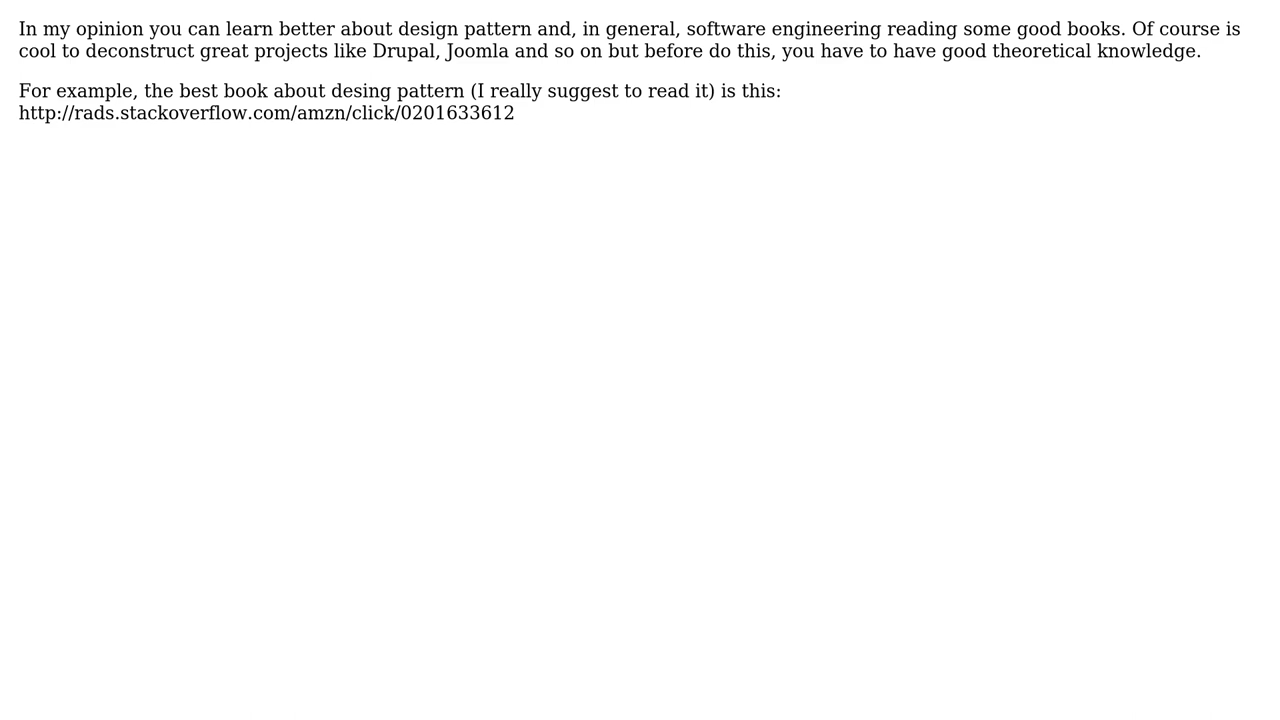 In my opinion you can learn better about design pattern and, in general, software engineering reading some good books. Of course is
cool to deconstruct great projects like Drupal, Joomla and so on but before do this, you have to have good theoretical knowledge.
For example, the best book about desing pattern (I really suggest to read it) is this:
http://rads.stackoverflow.com/amzn/click/0201633612